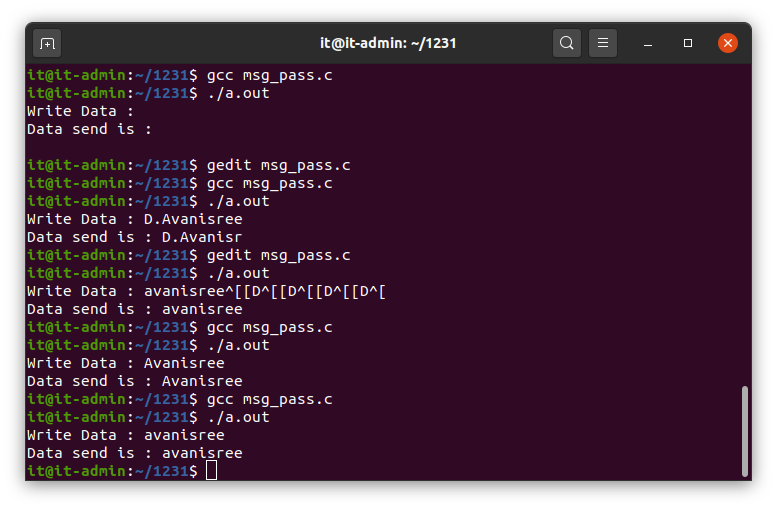 it@it-admin: ~/1231
it@it-admin:~/1231$ gcc msg_pass.c
it@it-admin:~/1231$ ./a.out
Write Data :
Data send is :
it@it-admin:~/1231$ gedit msg_pass.c
it@it-admin:~/1231$ gcc msg_pass.c
it@it-admin:~/1231$ ./a.out
Write Data : D.Avanisree
Data send is : D.Avanisr
it@it-admin:~/1231$ gedit msg_pass.c
it@it-admin:~/1231$ ./a.out
Write Data : avanisree^[[D^[[D^[[D^[[D^[
Data send is : avanisree
it@it-admin:~/1231$ gcc msg_pass.c
it@it-admin:~/1231$ ./a.out
Write Data : Avanisree
Data send is : Avanisree
it@it-admin:~/1231$ gcc msg_pass.c
it@it-admin:~/1231$ ./a.out
Write Data : avanisree
Data send is : avanisree
it@it-admin:~/1231$